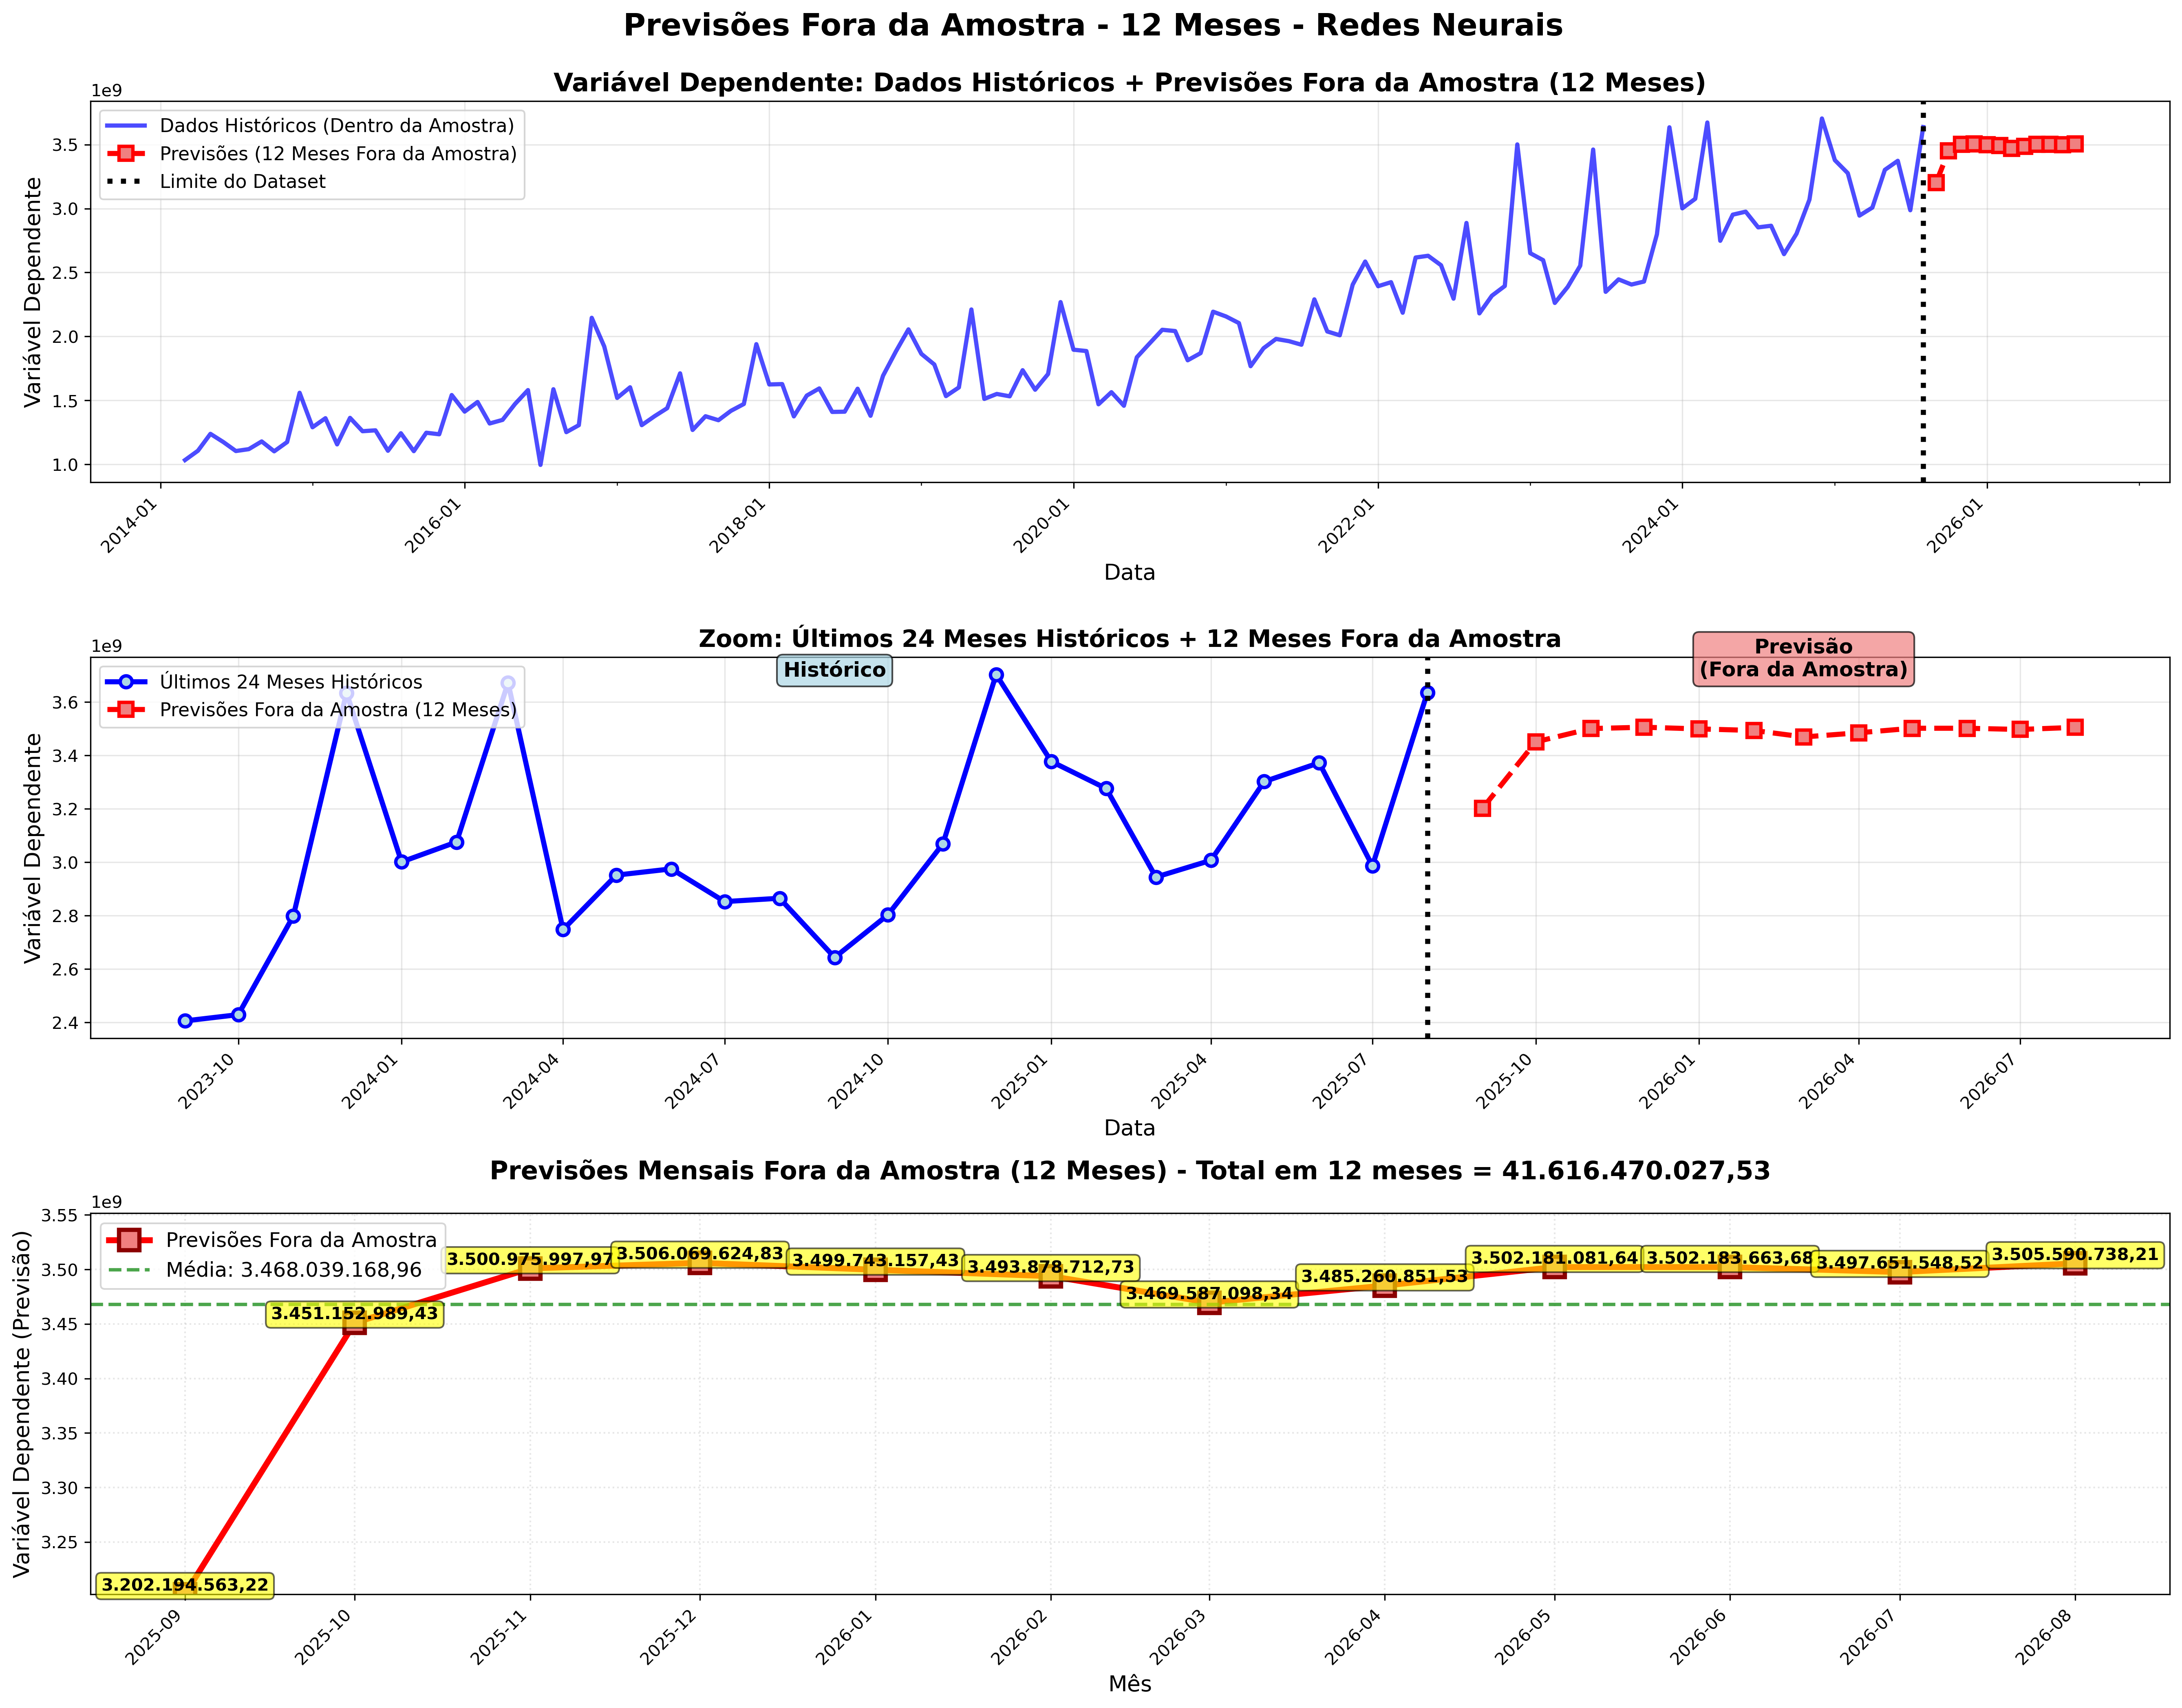 Previsões Fora da Amostra - 12 Meses - Redes Neurais
Variável Dependente: Dados Históricos + Previsões Fora da Amostra (12 Meses)
1e9
Dados Históricos (Dentro da Amostra)
Previsões (12 Meses Fora da Amostra)
Limite do Dataset
Variável Dependente
3.5
3.0
2.5
2.0
1.5
1.0
2014-01
2016-01
2018-01
2020-01
2022-01
2024-01
2026-01
Data
Zoom: Últimos 24 Meses Históricos + 12 Meses Fora da Amostra
1e9
Últimos 24 Meses Históricos
Previsões Fora da Amostra (12 Meses)
Histórico
Previsão
(Fora da Amostra)
Variável Dependente
3.6
3.4
3.2
3.0
2.8
2.6
2.4
2023-10
2024-01
2024-04
2024-07
2024-10
2025-01
2025-04
2025-07
2025-10
2026-01
2026-04
2026-07
Data
Previsões Mensais Fora da Amostra (12 Meses) - Total em 12 meses = 41.616.470.027,53
1e9
Previsões Fora da Amostra
Média: 3.468.039.168,96
Variável Dependente (Previsão)
3.55
3.50
3.45
3.40
3.35
3.30
3.25
3.202.194.563,22
3.451.152.989,43
3.500.975.997,97
3.506.069.624,83
3.499.743.157,43
3.493.878.712,73
3.469.587.098,34
3.485.260.851,53
3.502.181.081,64
3.502.183.663,68
3.497.651.548,52
3.505.590.738,21
2025-09
2025-10
2025-11
2025-12
2026-01
2026-02
2026-03
2026-04
2026-05
2026-06
2026-07
2026-08
Mês